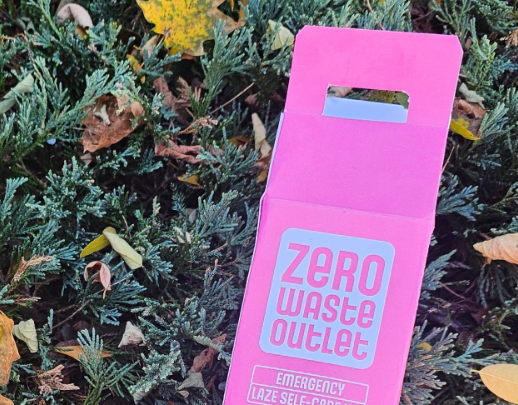 ZERO
WASTE
OUTLET
EMERGENCY
LAZE SELF-CARE